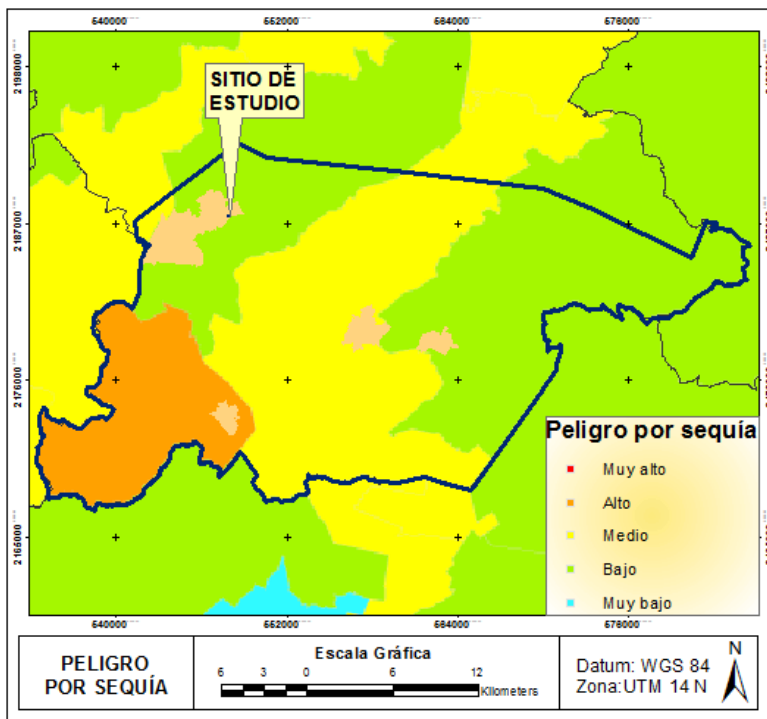 640000 652000 664000 676000
SITIO DE
ESTUDIO
2198000
2187000
2176000
2165000
Peligro por sequía
Muy alto
Alto
Medio
Bajo
Muy bajo
640000 652000 664000 676000
PELIGRO
POR SEQUÍA
Escala Gráfica
6 3 0 6 12
Kilometers
Datum: WGS 84
Zona:UTM 14 N
N